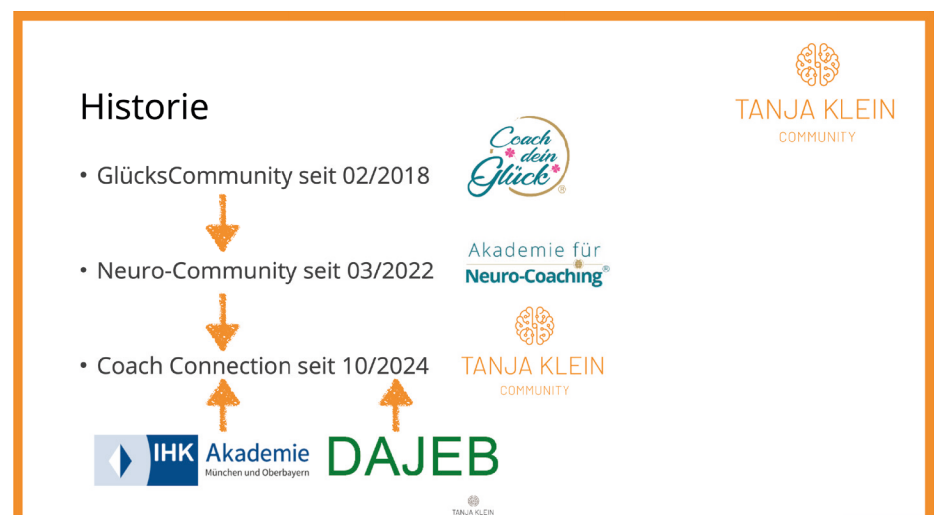 TANJA KLEIN
COMMUNITY
Historie
• GlücksCommunity seit 02/2018
Coach
dein
Glück®
• Neuro-Community seit 03/2022
Akademie für
Neuro-Coaching®
• Coach Connection seit 10/2024
TANJA KLEIN
COMMUNITY
IHK Akademie
München und Oberbayern
DAJEB
TANJA KLEIN